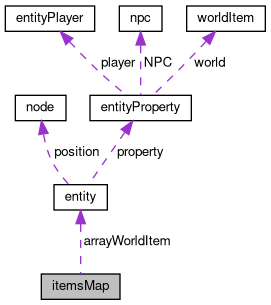 entityPlayer npc worldItem
player NPC world
node entityProperty
position property
entity
arrayWorldItem
itemsMap